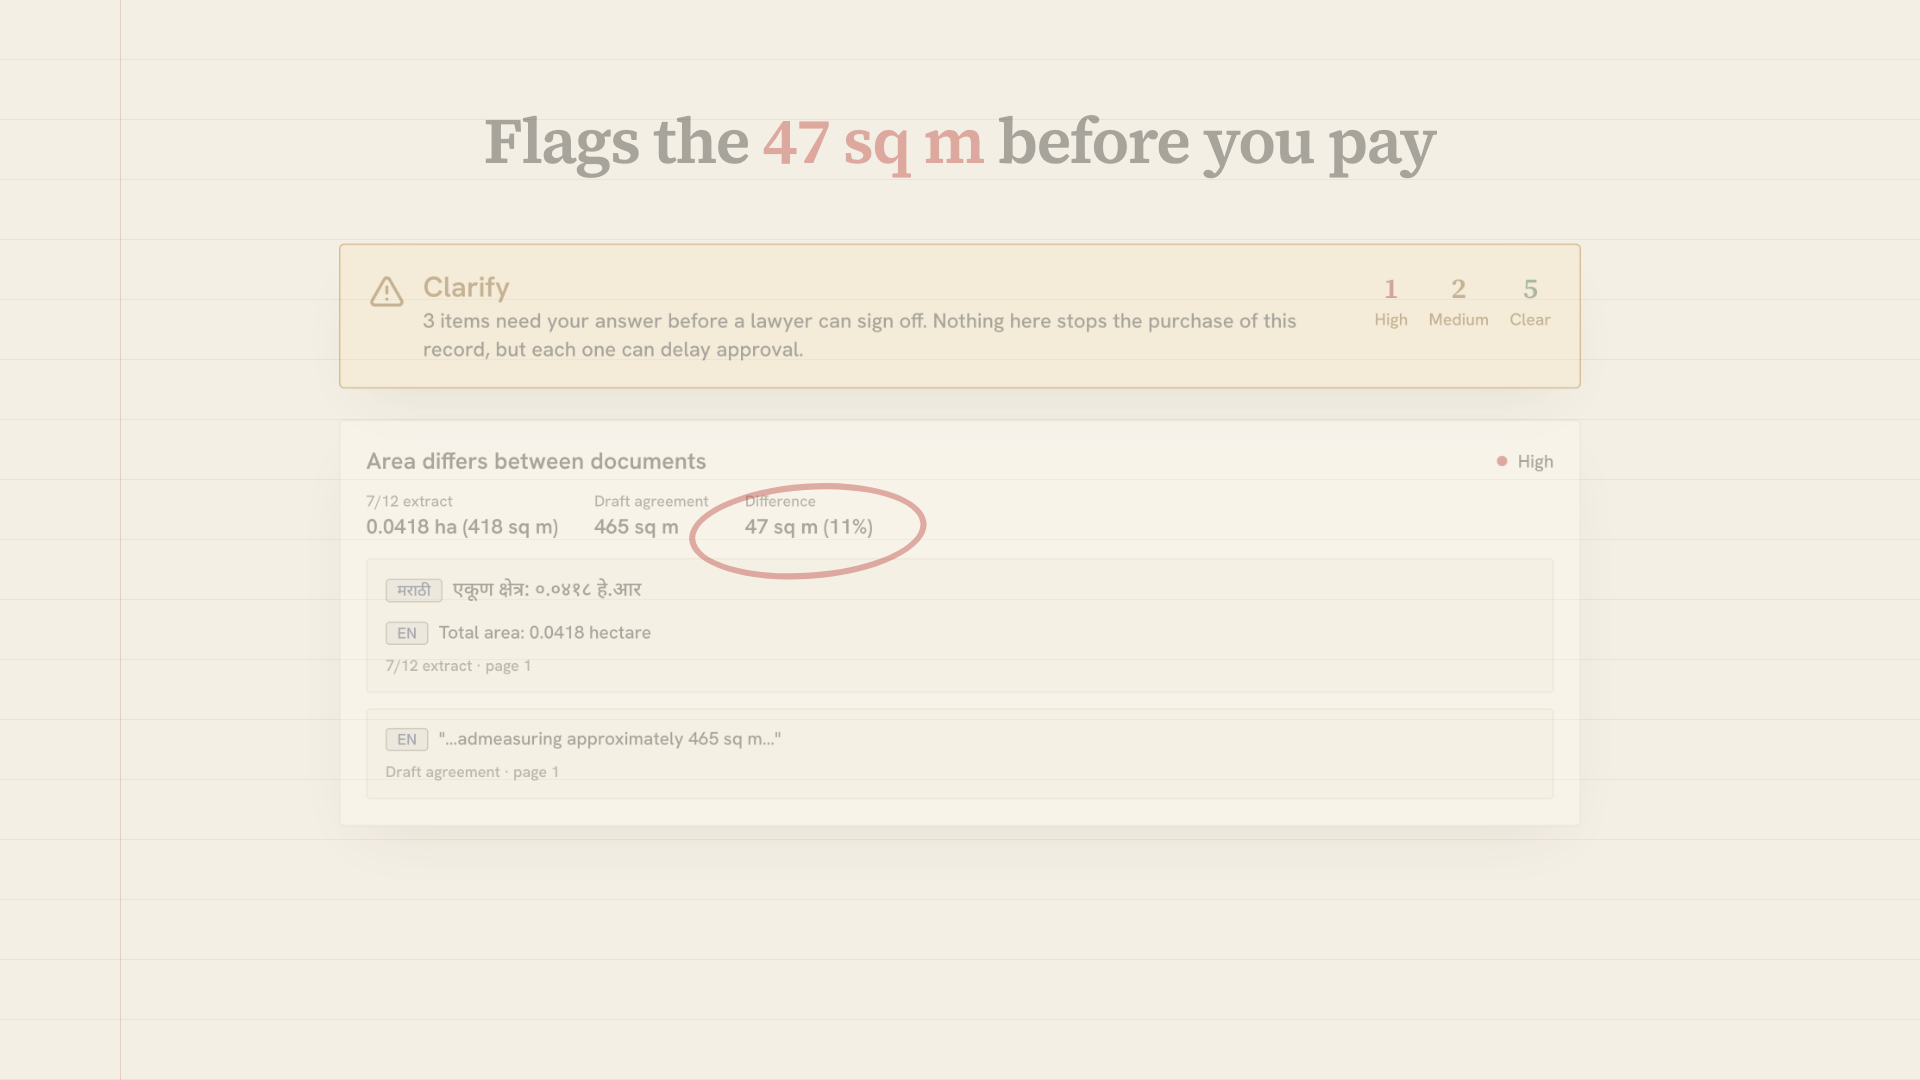 Flags the 47 sq m before you pay
Clarify
3 items need your answer before a lawyer can sign off. Nothing here stops the purchase of this
record, but each one can delay approval.
1 2 5
High Medium Clear
Area differs between documents
High
7/12 extract Draft agreement Difference
0.0418 ha (418 sq m) 465 sq m 47 sq m (11%)
मराठी एकूण क्षेत्र: ०.०४१८ हे.आर
EN Total area: 0.0418 hectare
7/12 extract · page 1
EN "...admeasuring approximately 465 sq m..."
Draft agreement · page 1